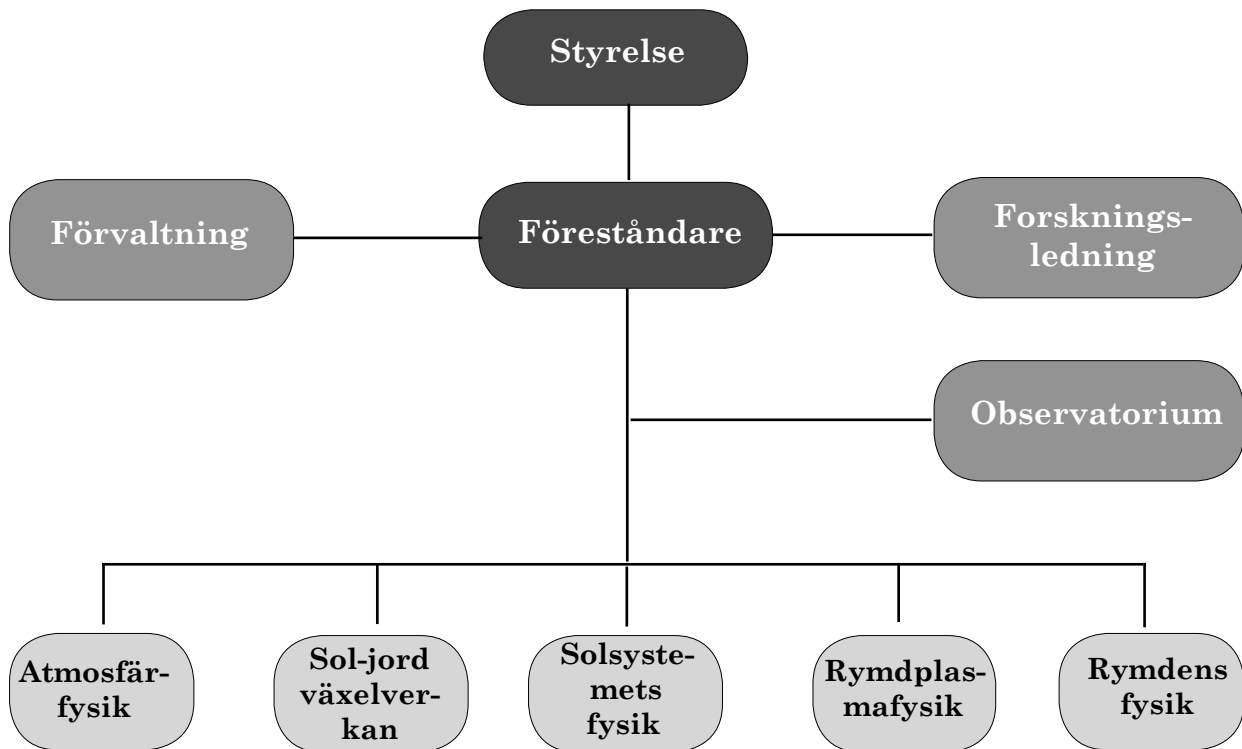 Styrelse
Förvaltning
Föreståndare
Forsknings-
ledning
Observatorium
Atmosfär-
fysik
Sol-jord
växelver-
kan
Solsyste-
mets
fysik
Rymdplas-
mafysik
Rymdens
fysik